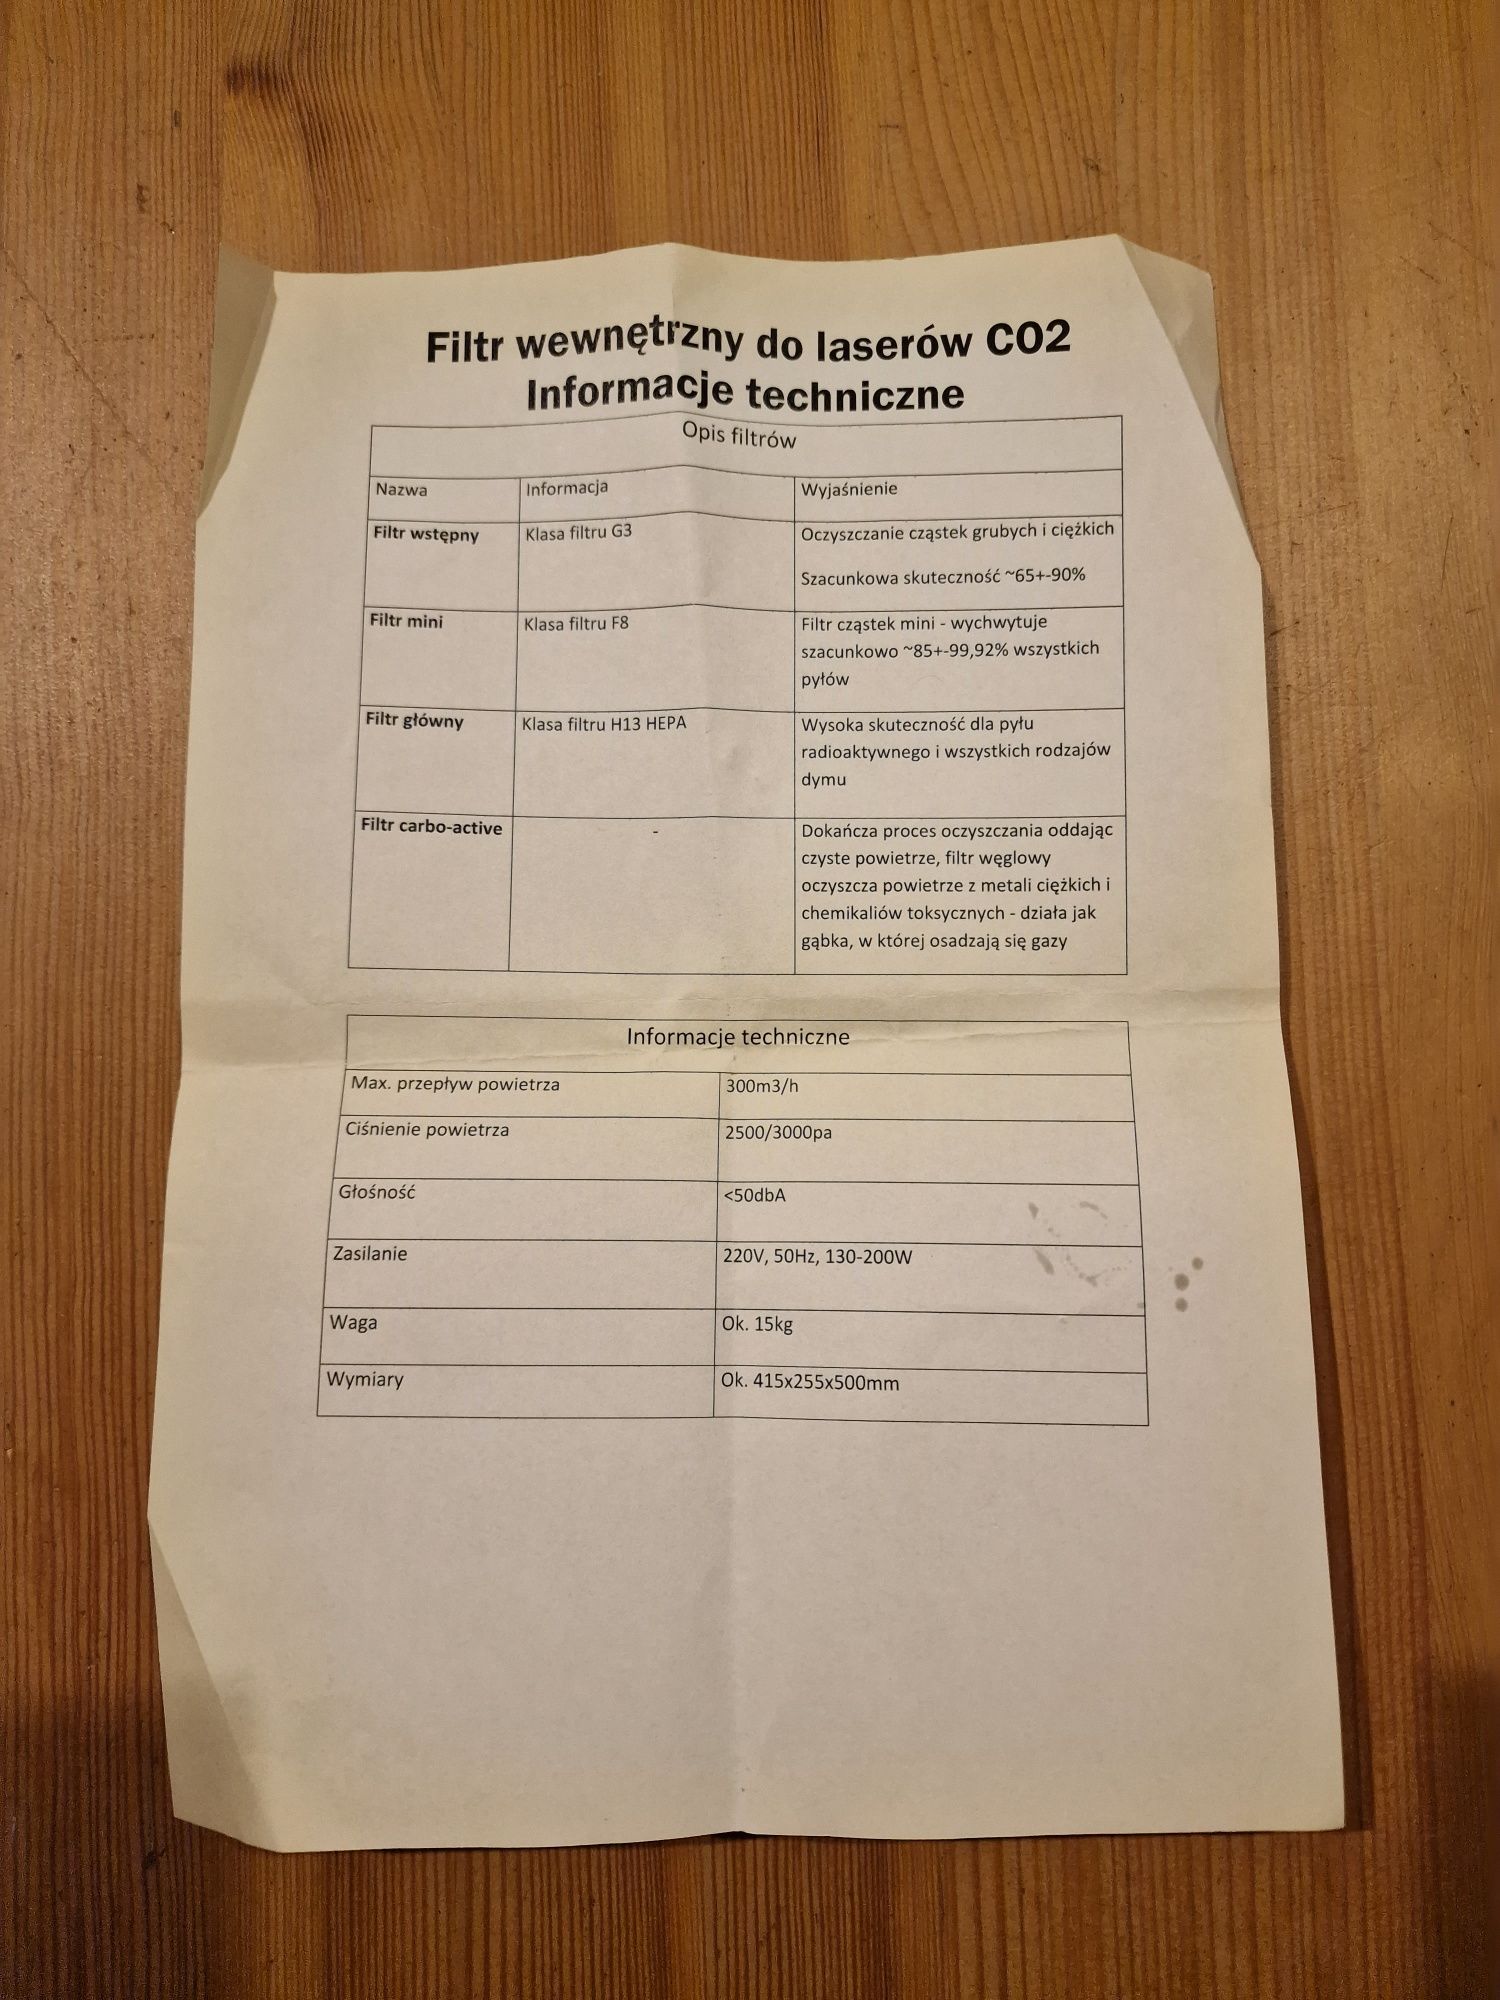 Filtr wewnętrzny do laserów CO2
Informacje techniczne
Opis filtrów
Nazwa
Informacja
Wyjaśnienie
Filtr wstępny
Klasa filtru G3
Oczyszczanie cząstek grubych i ciężkich
Szacunkowa skuteczność ~65+-90%
Filtr mini
Klasa filtru F8
Filtr cząstek mini - wychwytuje
szacunkowo ~85+-99,92% wszystkich
pyłów
Filtr główny
Klasa filtru H13 HEPA
Wysoka skuteczność dla pyłu
radioaktywnego i wszystkich rodzajów
dymu
Filtr carbo-active
-
Dokańcza proces oczyszczania oddając
czyste powietrze, filtr węglowy
oczyszcza powietrze z metali ciężkich i
chemikaliów toksycznych - działa jak
gąbka, w której osadzają się gazy
Informacje techniczne
Max. przepływ powietrza
300m3/h
Ciśnienie powietrza
2500/3000pa
Głośność
<50dbA
Zasilanie
220V, 50Hz, 130-200W
Waga
Ok. 15kg
Wymiary
Ok. 415x255x500mm